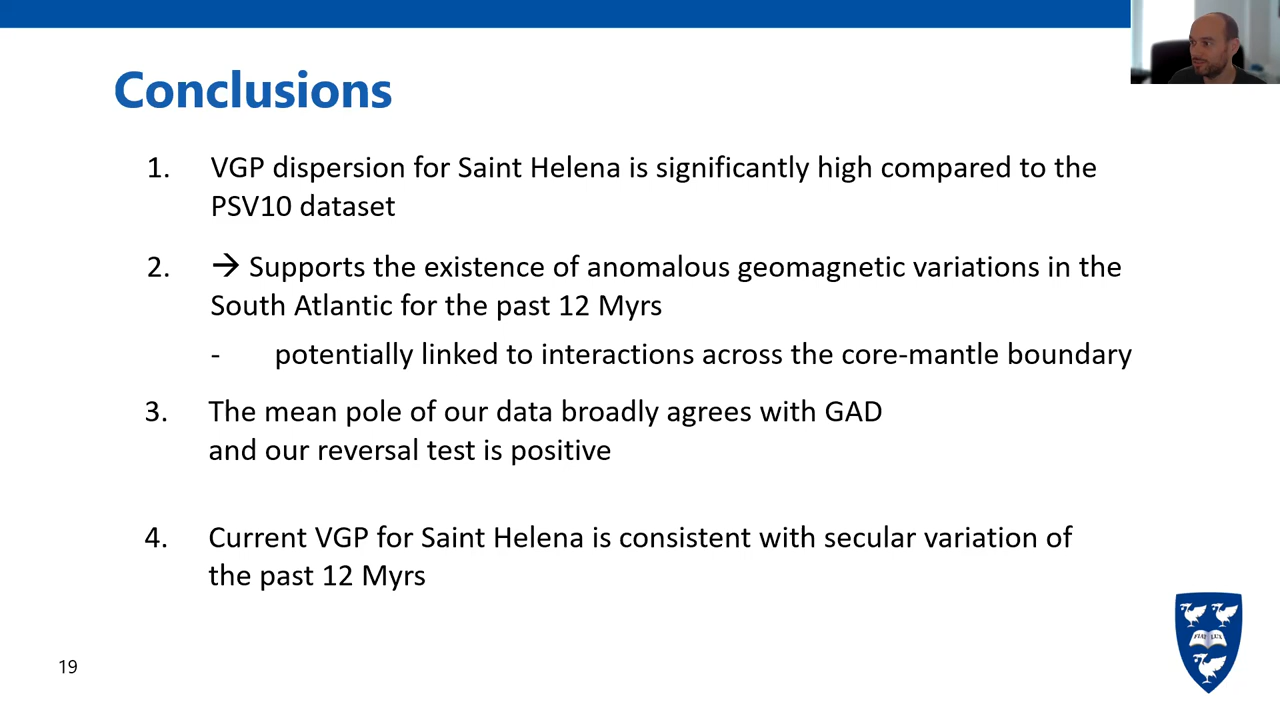 Conclusions
1. VGP dispersion for Saint Helena is significantly high compared to the
PSV10 dataset
2. → Supports the existence of anomalous geomagnetic variations in the
South Atlantic for the past 12 Myrs
- potentially linked to interactions across the core-mantle boundary
3. The mean pole of our data broadly agrees with GAD
and our reversal test is positive
4. Current VGP for Saint Helena is consistent with secular variation of
the past 12 Myrs
FIAT LUX
19